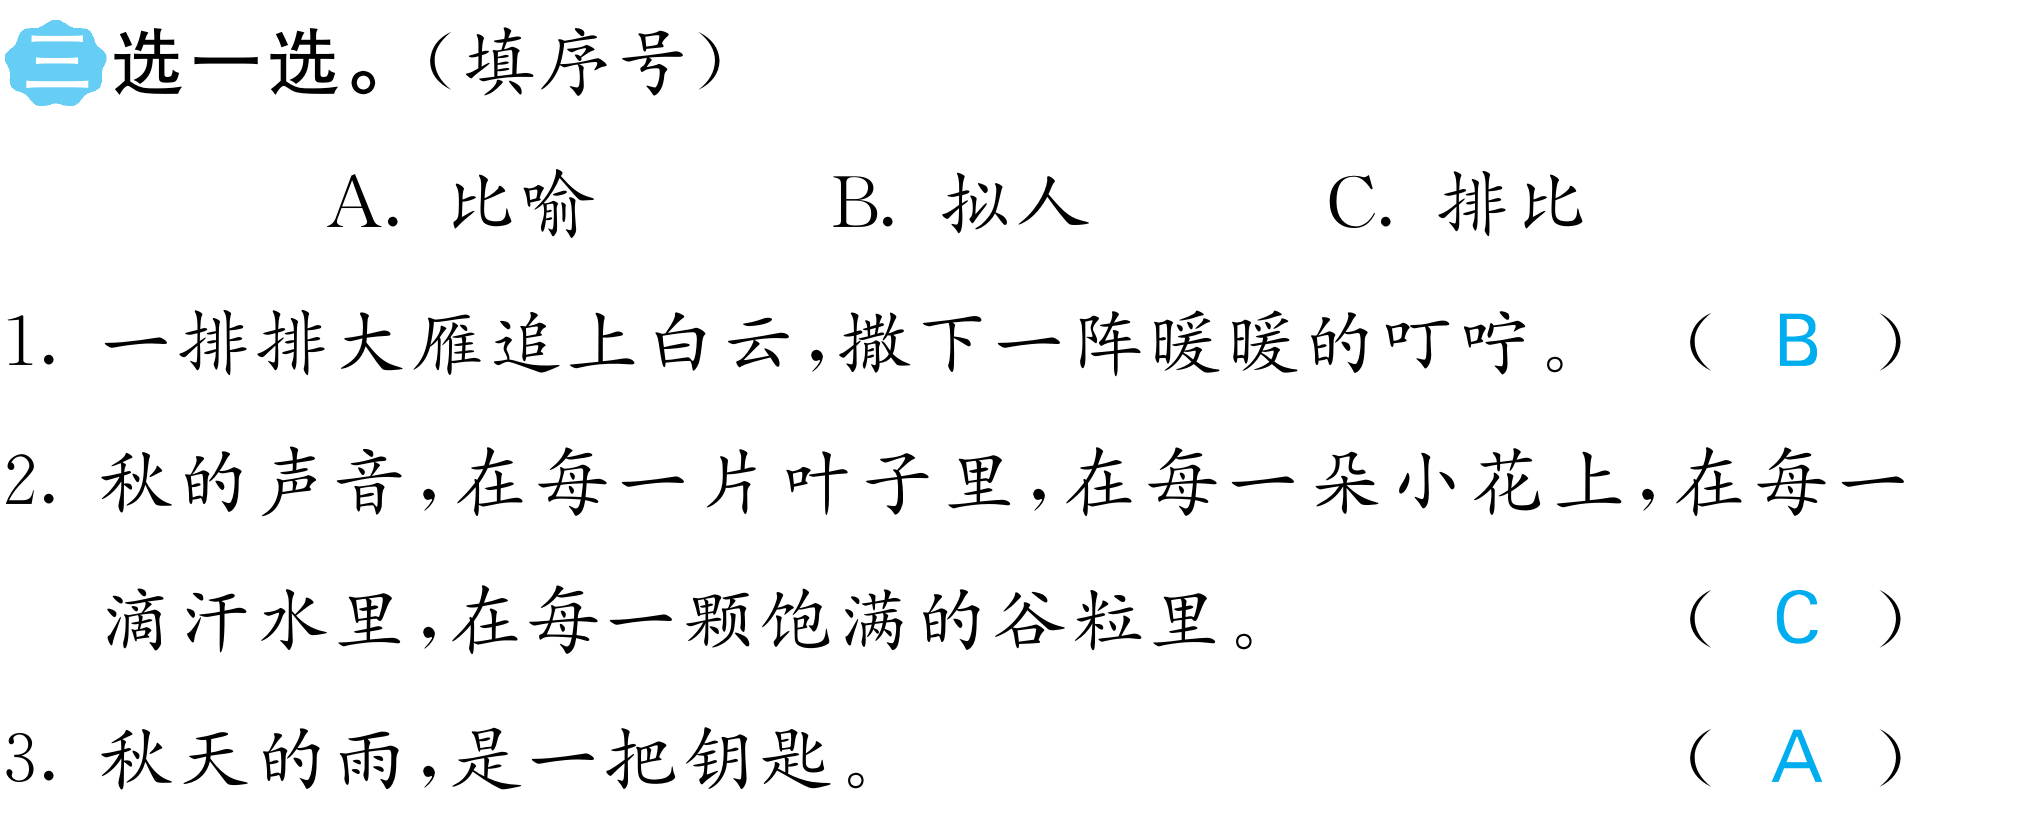 三 选一选。（填序号）
A. 比喻 B. 拟人 C. 排比
1. 一排排大雁追上白云,撒下一阵暖暖的叮咛。 （ B ）
2. 秋的声音,在每一片叶子里,在每一朵小花上,在每一
滴汗水里,在每一颗饱满的谷粒里。 （ C ）
3. 秋天的雨,是一把钥匙。 （ A ）